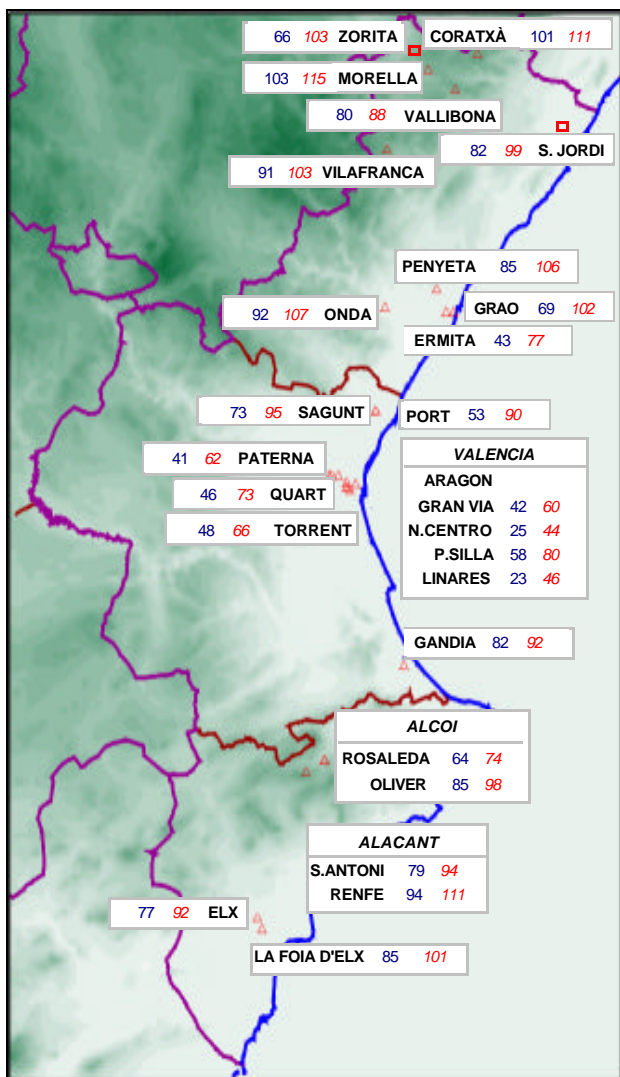 66 103 ZORITA
CORATXÀ 101 111
103 115 MORELLA
80 88 VALLIBONA
82 99 S. JORDI
91 103 VILAFRANCA
PENYETA 85 106
92 107 ONDA
GRAO 69 102
ERMITA 43 77
73 95 SAGUNT
PORT 53 90
41 62 PATERNA
46 73 QUART
48 66 TORRENT
VALENCIA
ARAGON
GRAN VIA 42 60
N.CENTRO 25 44
P.SILLA 58 80
LINARES 23 46
GANDIA 82 92
ALCOI
ROSALEDA 64 74
OLIVER 85 98
ALACANT
S.ANTONI 79 94
RENFE 94 111
77 92 ELX
LA FOIA D'ELX 85 101